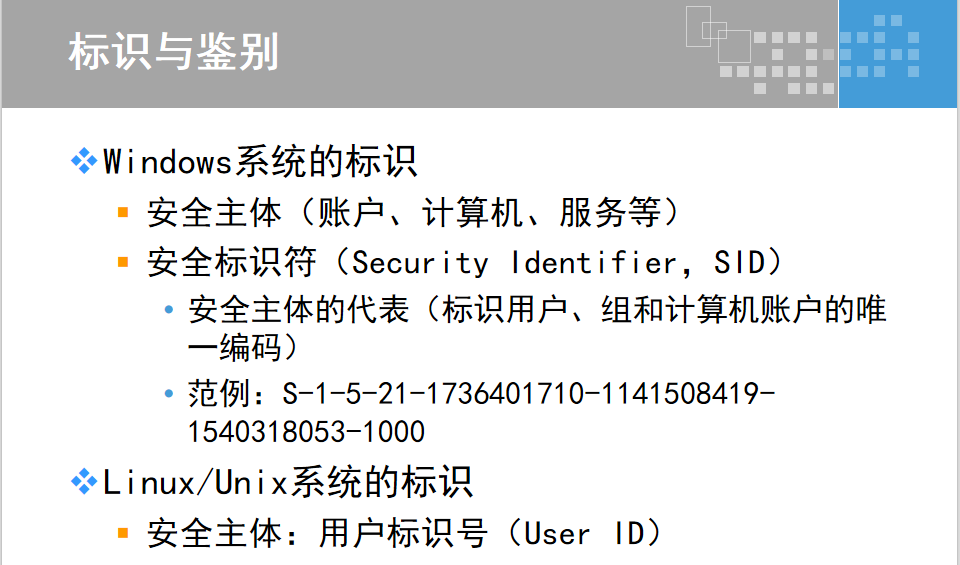 标识与鉴别
Windows系统的标识
安全主体（账户、计算机、服务等）
安全标识符（Security Identifier，SID）
安全主体的代表（标识用户、组和计算机账户的唯
一编码）
范例：S-1-5-21-1736401710-1141508419-
1540318053-1000
Linux/Unix系统的标识
安全主体：用户标识号（User ID）